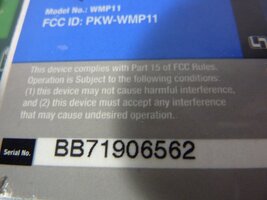 Model No.: WMP11
FCC ID: PKW-WMP11
This device complies with Part 15 of FCC Rules.
Operation is Subject to the following conditions:
(1) this device may not cause harmful interference,
and (2) this device must accept any interference
that may cause undesired operation.
Serial No. BB71906562